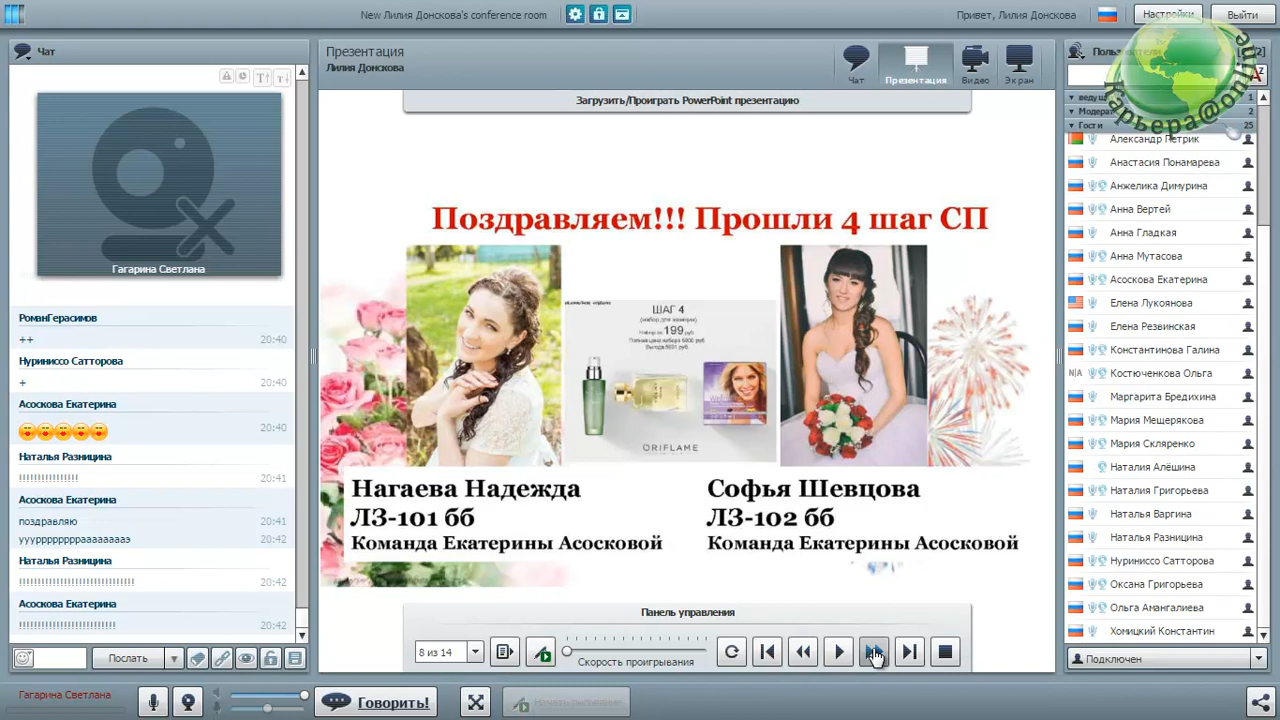 New Лилия Донскова's conference room
Привет, Лилия Донскова
Настройки
Выйти
Чат
Гагарина Светлана
РоманГерасимов
++
20:40
Нуриниссо Сатторова
+
20:40
Асоскова Екатерина
20:40
Наталья Разницина
!!!!!!!!!!!!!!!!
20:41
Асоскова Екатерина
поздравляю
20:41
20:42
Наталья Разницина
20:42
Асоскова Екатерина
20:42
Послать
Презентация
Лилия Донскова
Чат
Презентация
Видео
Экран
Загрузить/Проиграть PowerPoint презентацию
Поздравляем!!! Прошли 4 шаг СП
ШАГ 4
199
ORIFLAME
Нагаева Надежда
ЛЗ-101 бб
Команда Екатерины Асосковой
Софья Шевцова
ЛЗ-102 бб
Команда Екатерины Асосковой
Панель управления
8 из 14
Скорость проигрывания
карьера@online
1
2
Гости
25
Александр Петрик
Анастасия Понамарева
Анжелика Димурина
Анна Вертей
Анна Гладкая
Анна Мутасова
Асоскова Екатерина
Елена Лукоянова
Елена Резвинская
Константинова Галина
N/A Костюченкова Ольга
Маргарита Бредихина
Мария Мещерякова
Мария Скляренко
Наталия Алёшина
Наталия Григорьева
Наталья Варгина
Наталья Разницина
Нуриниссо Сатторова
Оксана Григорьева
Ольга Амангалиева
Хомицкий Константин
Подключен
Гагарина Светлана
Говорить!